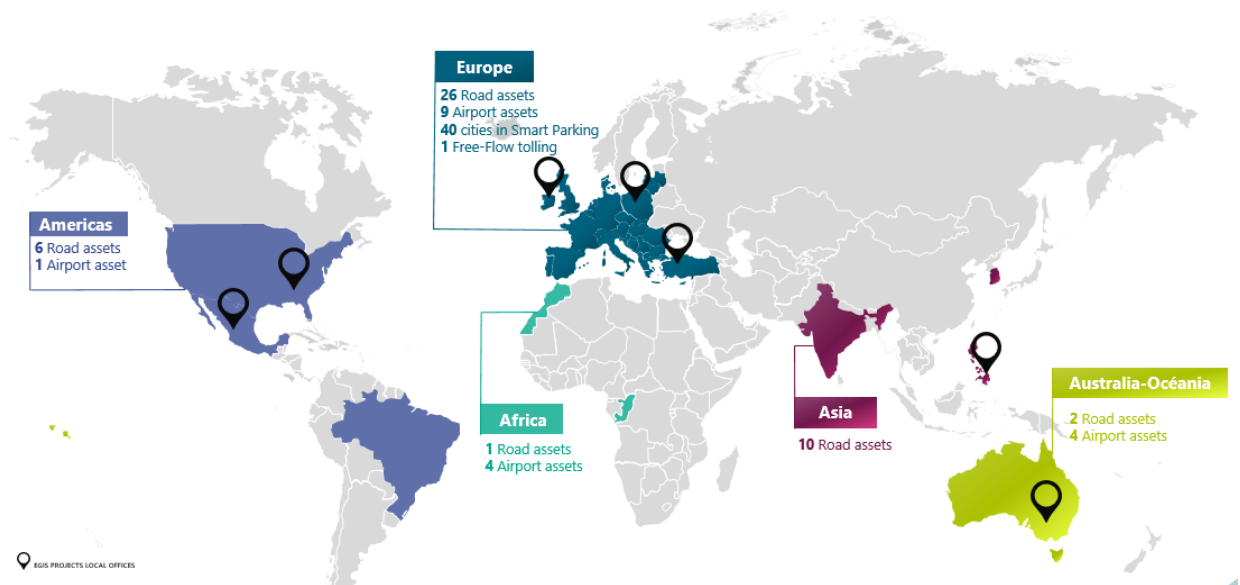 Europe
26 Road assets
9 Airport assets
40 cities in Smart Parking
1 Free-Flow tolling
Americas
6 Road assets
1 Airport asset
Africa
1 Road assets
4 Airport assets
Asia
10 Road assets
Australia-Océania
2 Road assets
4 Airport assets
EGIS PROJECTS LOCAL OFFICES